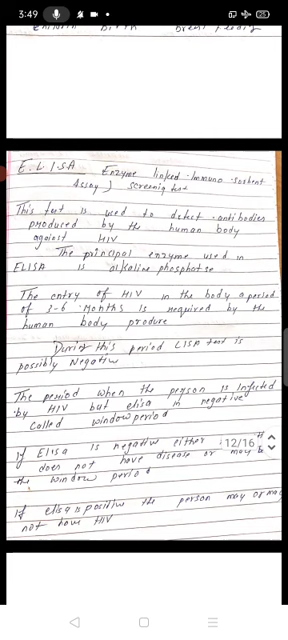 3:49
25
E.L.I.S.A Enzyme linked Immuno Sorbent
Assay) screening test
This test is used to detect antibodies
produced by the human body
against HIV
The principal enzyme used in
ELISA is alkaline phosphatse
The entry of HIV in the body a period
of 3-6 Months is required by the
human body produre
During this period LISA test is
possibly Negative
The period when the person is Infected
by HIV but elisa in negative
called window period
if Elisa is negative either
does not have disease or may be
12/16
the window period
If elisa is positive the person may or may
not have HIV